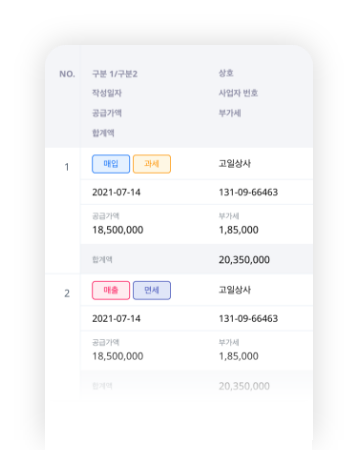 NO. 구분 1/구분2 상호
작성일자 사업자 번호
공급가액 부가세
합계액
1 매입 과세 고일상사
2021-07-14 131-09-66463
공급가액 부가세
18,500,000 1,85,000
합계액 20,350,000
2 매출 면세 고일상사
2021-07-14 131-09-66463
공급가액 부가세
18,500,000 1,85,000
합계액 20,350,000